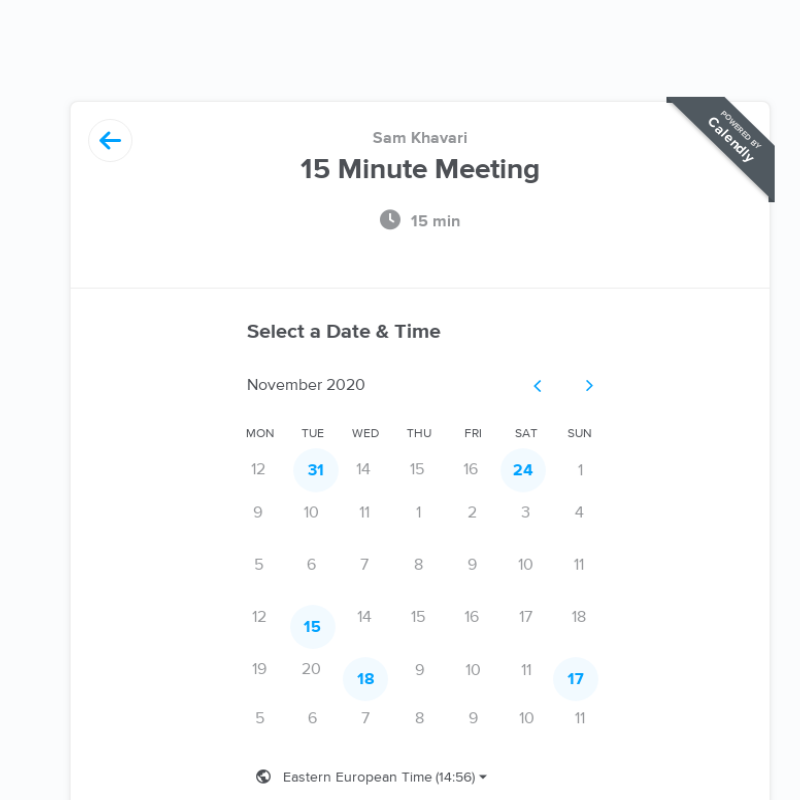 Sam Khavari
POWERED BY
Calendly
15 Minute Meeting
15 min
Select a Date & Time
November 2020
MON TUE WED THU FRI SAT SUN
12 31 14 15 16 24 1
9 10 11 1 2 3 4
5 6 7 8 9 10 11
12 15 14 15 16 17 18
19 20 18 9 10 11 17
5 6 7 8 9 10 11
Eastern European Time (14:56)